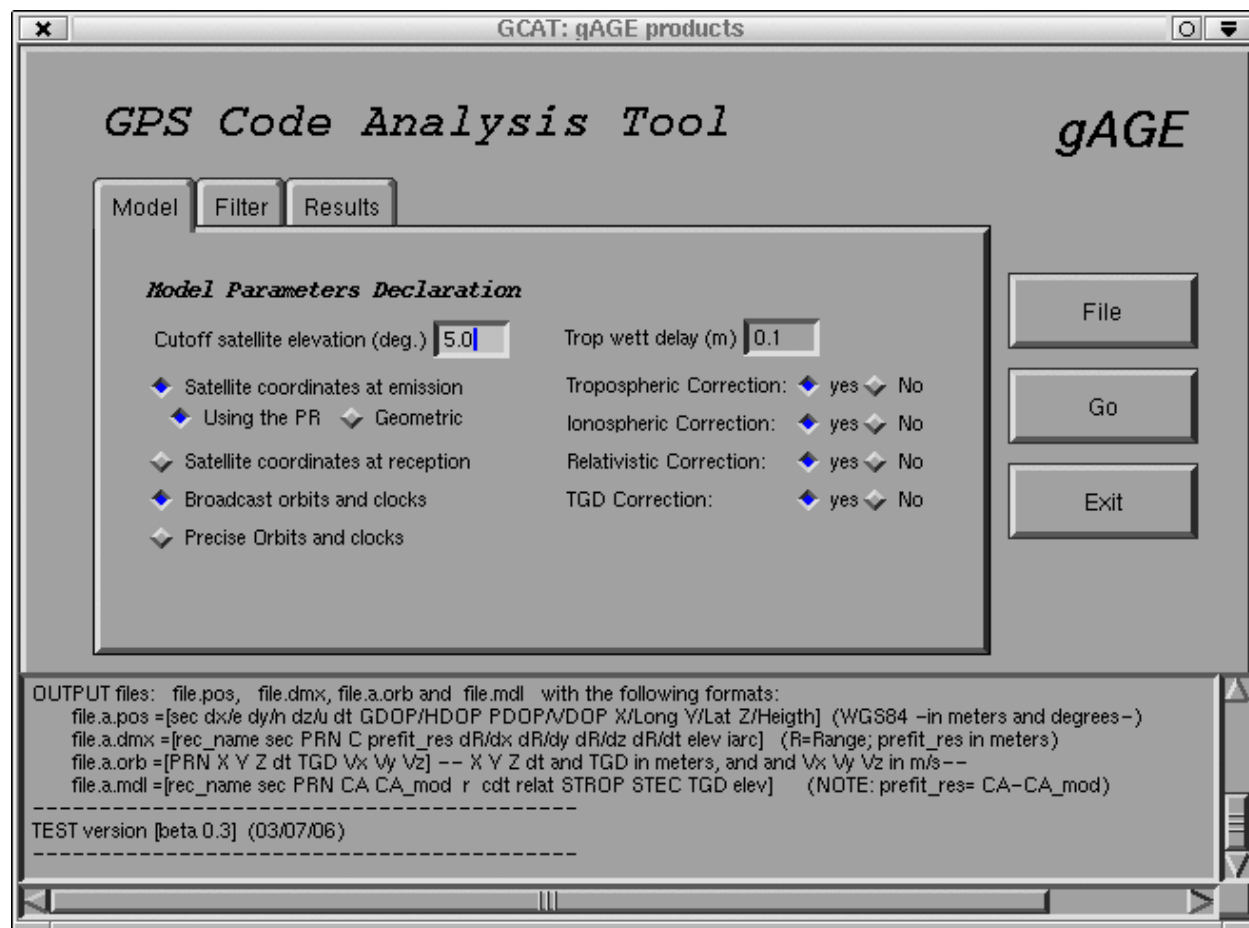 GCAT: gAGE products
GPS Code Analysis Tool
gAGE
Model Filter Results
Model Parameters Declaration
Cutoff satellite elevation (deg.) 5.0
Trop wett delay (m) 0.1
Satellite coordinates at emission
Using the PR Geometric
Satellite coordinates at reception
Broadcast orbits and clocks
Precise Orbits and clocks
Tropospheric Correction: yes No
Ionospheric Correction: yes No
Relativistic Correction: yes No
TGD Correction: yes No
File
Go
Exit
OUTPUT files: file.pos, file.dmx, file.a.orb and file.mdl with the following formats:
file.a.pos =[sec dx/e dy/n dz/u dt GDOP/HDOP PDOP/VDOP X/Long Y/Lat Z/Heigth] (WGS84 -in meters and degrees-)
file.a.dmx =[rec_name sec PRN C prefit_res dR/dx dR/dy dR/dz dR/dt elev iarc] (R=Range; prefit_res in meters)
file.a.orb =[PRN X Y Z dt TGD Vx Vy Vz] -- X Y Z dt and TGD in meters, and and Vx Vy Vz in m/s--
file.a.mdl =[rec_name sec PRN CA CA_mod r cdt relat STROP STEC TGD elev] (NOTE: prefit_res= CA-CA_mod)
------------------------------------------
TEST version [beta 0.3] (03/07/06)
------------------------------------------